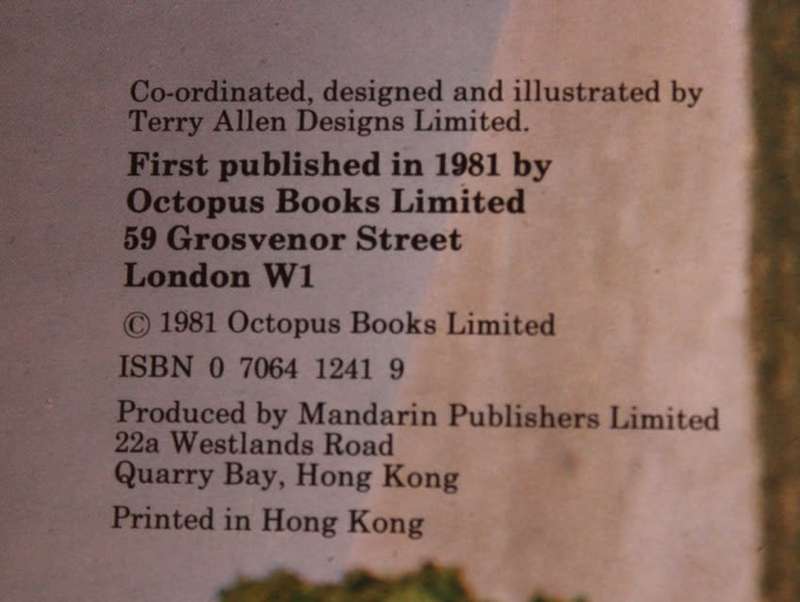 Co-ordinated, designed and illustrated by
Terry Allen Designs Limited.
First published in 1981 by
Octopus Books Limited
59 Grosvenor Street
London W1
© 1981 Octopus Books Limited
ISBN 0 7064 1241 9
Produced by Mandarin Publishers Limited
22a Westlands Road
Quarry Bay, Hong Kong
Printed in Hong Kong